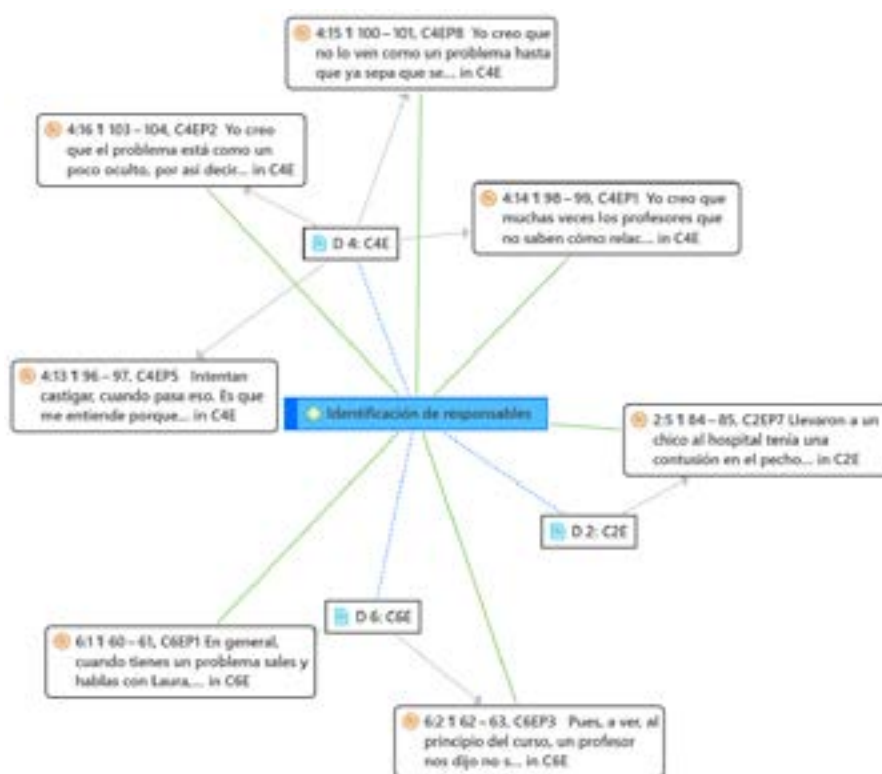 4:15 ¶ 100 – 101, C4EP8 Yo creo que
no lo ven como un problema hasta
que ya sepa que se... in C4E
4:16 ¶ 103 – 104, C4EP2 Yo creo
que el problema está como un
poco oculto, por así decir... in C4E
4:14 ¶ 98 – 99, C4EP1 Yo creo que
muchas veces los profesores que
no saben cómo relac... in C4E
D 4: C4E
4:13 ¶ 96 – 97, C4EP5 Intentan
castigar, cuando pasa eso. Es que
me entiende porque... in C4E
Identificación de responsables
2:5 ¶ 84 – 85, C2EP7 Llevaron a un
chico al hospital tenía una
contusión en el pecho... in C2E
D 2: C2E
D 6: C6E
6:1 ¶ 60 – 61, C6EP1 En general,
cuando tienes un problema sales y
hablas con Laura,... in C6E
6:2 ¶ 62 – 63, C6EP3 Pues, a ver, al
principio del curso, un profesor
nos dijo no s... in C6E